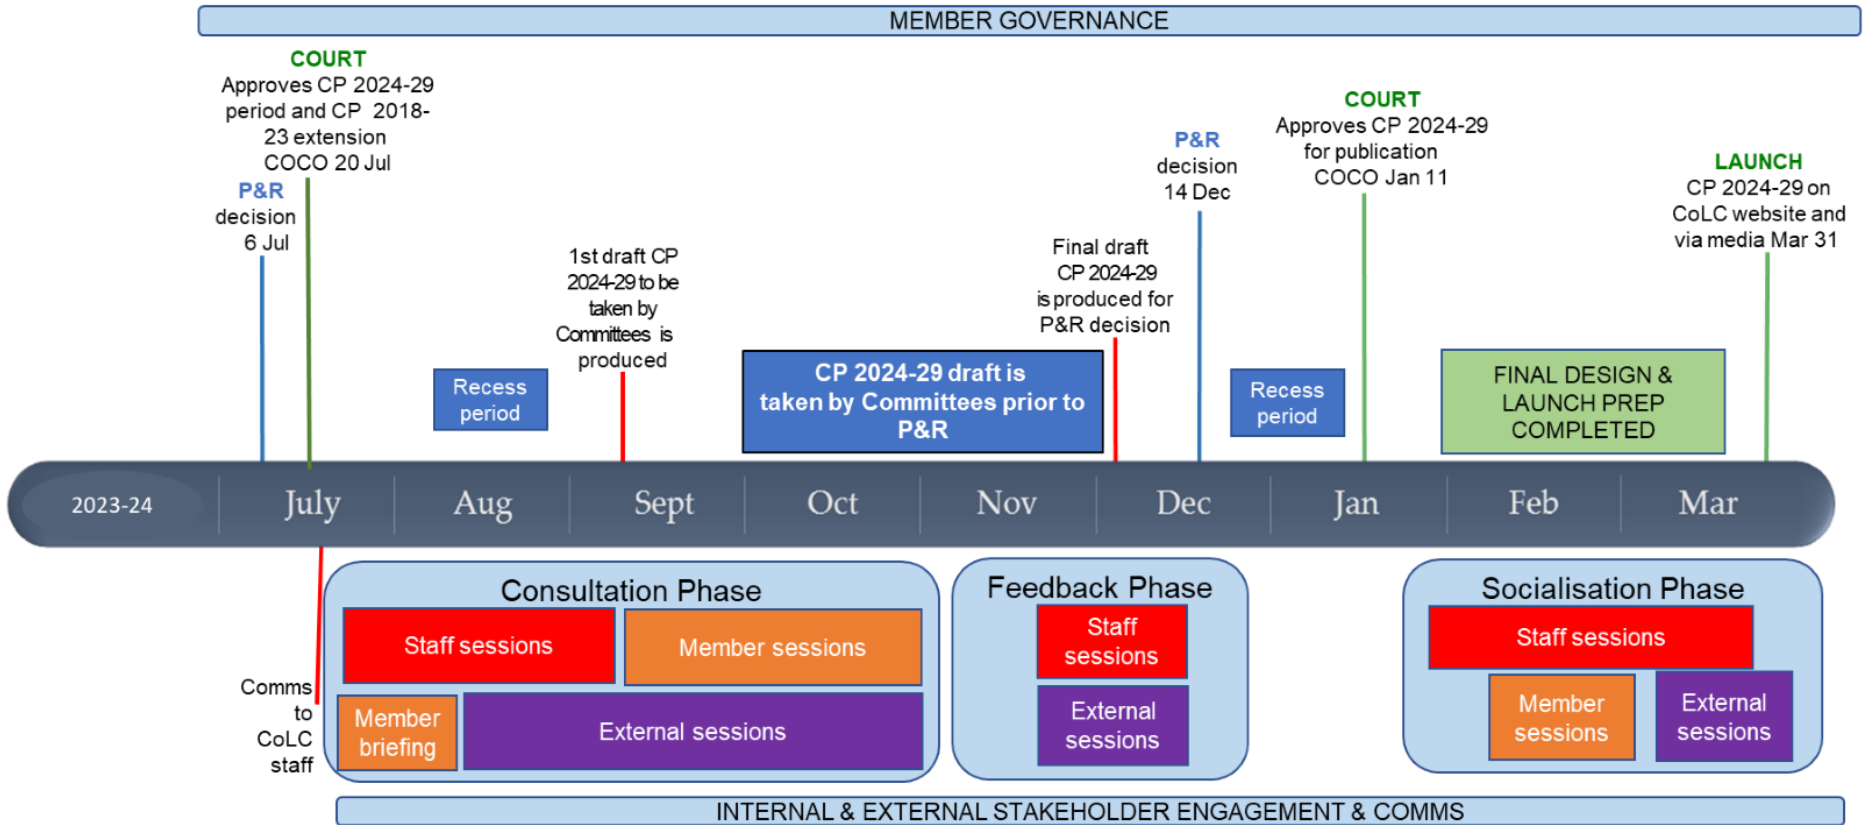 MEMBER GOVERNANCE
COURT
Approves CP 2024-29
period and CP 2018-
23 extension
COCO 20 Jul
P&R
decision
6 Jul
1st draft CP
2024-29 to be
taken by
Committees is
produced
Recess
period
CP 2024-29 draft is
taken by Committees prior to
P&R
Final draft
CP 2024-29
is produced for
P&R decision
P&R
decision
14 Dec
Recess
period
COURT
Approves CP 2024-29
for publication
COCO Jan 11
FINAL DESIGN &
LAUNCH PREP
COMPLETED
LAUNCH
CP 2024-29 on
CoLC website and
via media Mar 31
2023-24
July
Aug
Sept
Oct
Nov
Dec
Jan
Feb
Mar
Comms
to
CoLC
staff
Consultation Phase
Staff sessions
Member sessions
Member
briefing
External sessions
Feedback Phase
Staff
sessions
External
sessions
Socialisation Phase
Staff sessions
Member
sessions
External
sessions
INTERNAL & EXTERNAL STAKEHOLDER ENGAGEMENT & COMMS